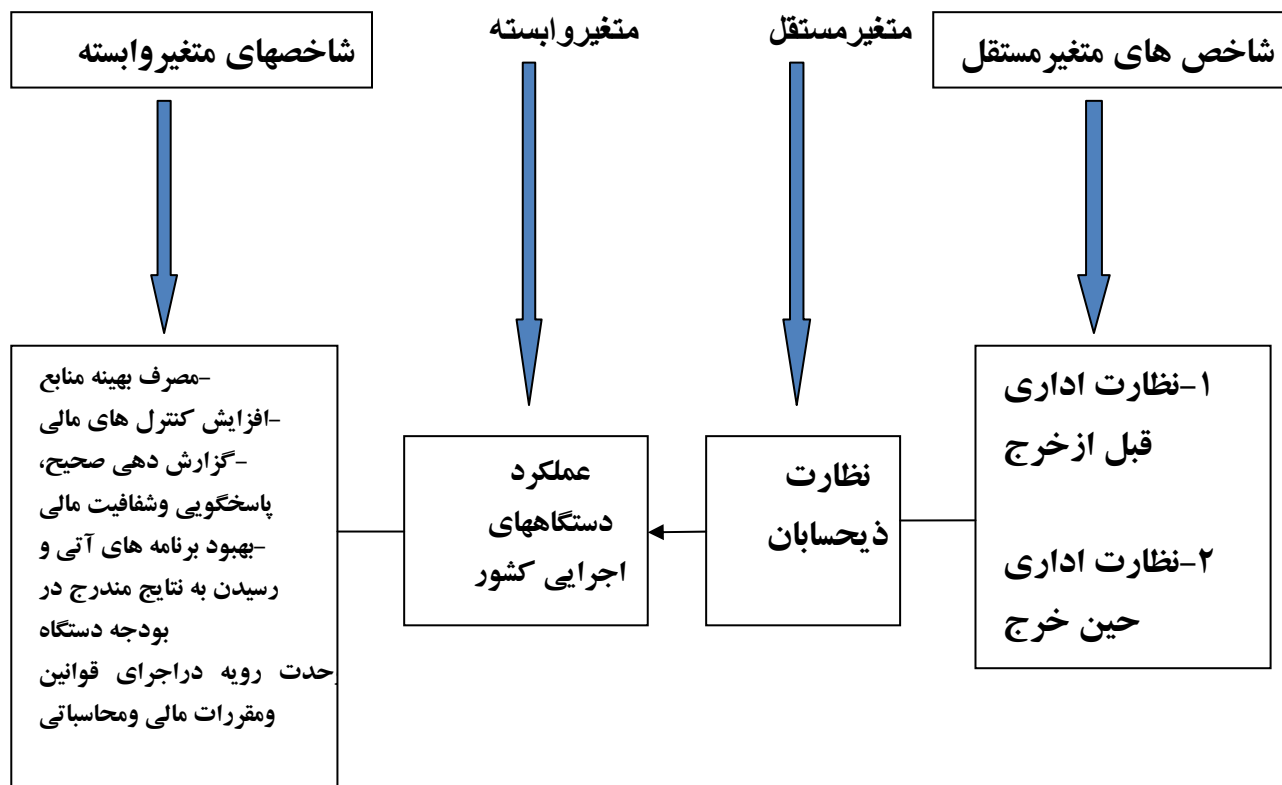 شاخص های متغیرمستقل
متغیرمستقل
متغیروابسته
شاخصهای متغیروابسته
۱-نظارت اداری
قبل ازخرج
۲-نظارت اداری
حین خرج
نظارت
ذیحسابان
عملکرد
دستگاههای
اجرایی کشور
-مصرف بهینه منابع
-افزایش کنترل های مالی
-گزارش دهی صحیح،
پاسخگویی وشفافیت مالی
-بهبود برنامه های آتی و
رسیدن به نتایج مندرج در
بودجه دستگاه
وحدت رویه دراجرای قوانین
ومقررات مالی ومحاسباتی